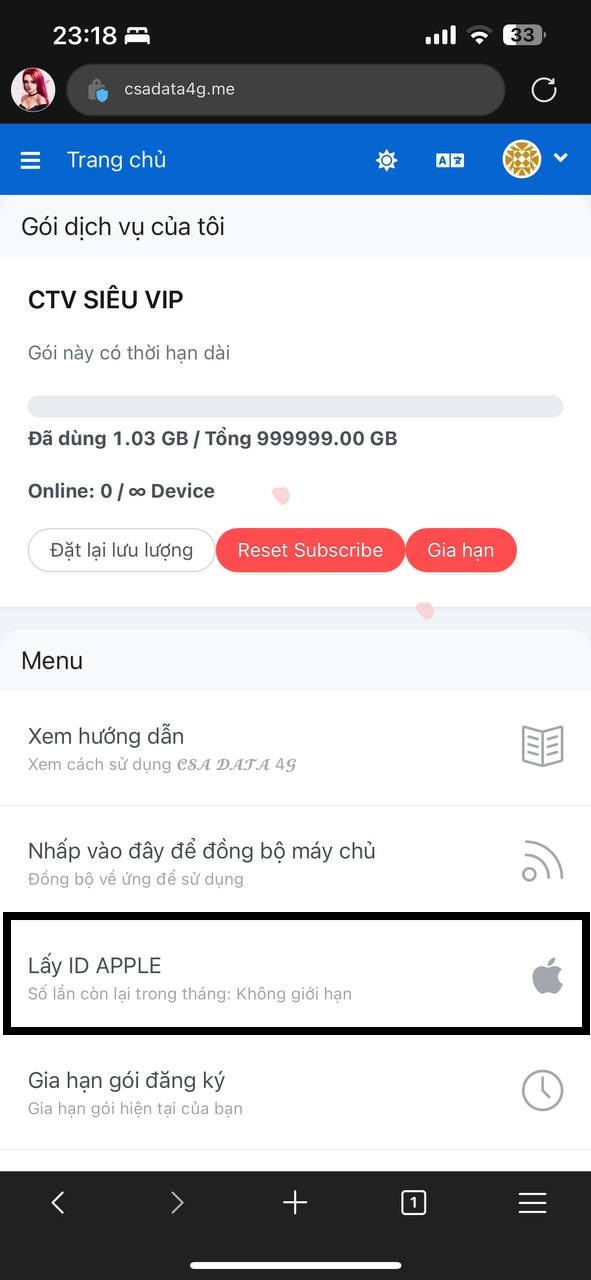 23:18
33
csadata4g.me
Trang chủ
Gói dịch vụ của tôi
CTV SIÊU VIP
Gói này có thời hạn dài
Đã dùng 1.03 GB / Tổng 999999.00 GB
Online: 0 / ∞ Device
Đặt lại lưu lượng Reset Subscribe Gia hạn
Menu
Xem hướng dẫn
Xem cách sử dụng 𝓒𝓢𝓐 𝓓𝓐𝓣𝓐 4𝓖
Nhấp vào đây để đồng bộ máy chủ
Đồng bộ về ứng để sử dụng
Lấy ID APPLE
Số lần còn lại trong tháng: Không giới hạn
Gia hạn gói đăng ký
Gia hạn gói hiện tại của bạn
1